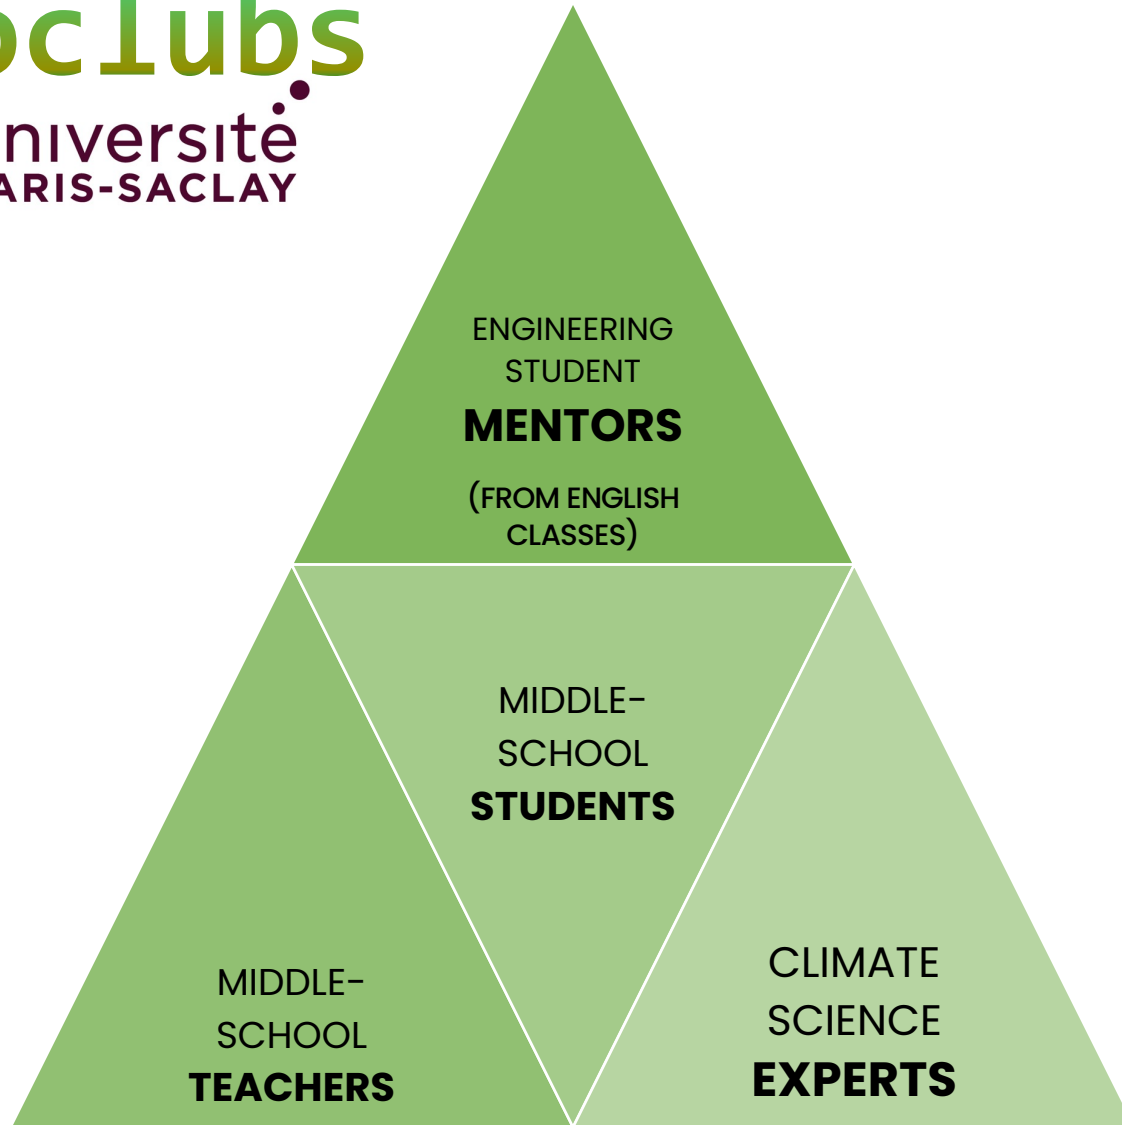 clubs
niversité
ARIS-SACLAY
ENGINEERING
STUDENT
MENTORS
(FROM ENGLISH
CLASSES)
MIDDLE-
SCHOOL
STUDENTS
MIDDLE-
SCHOOL
TEACHERS
CLIMATE
SCIENCE
EXPERTS